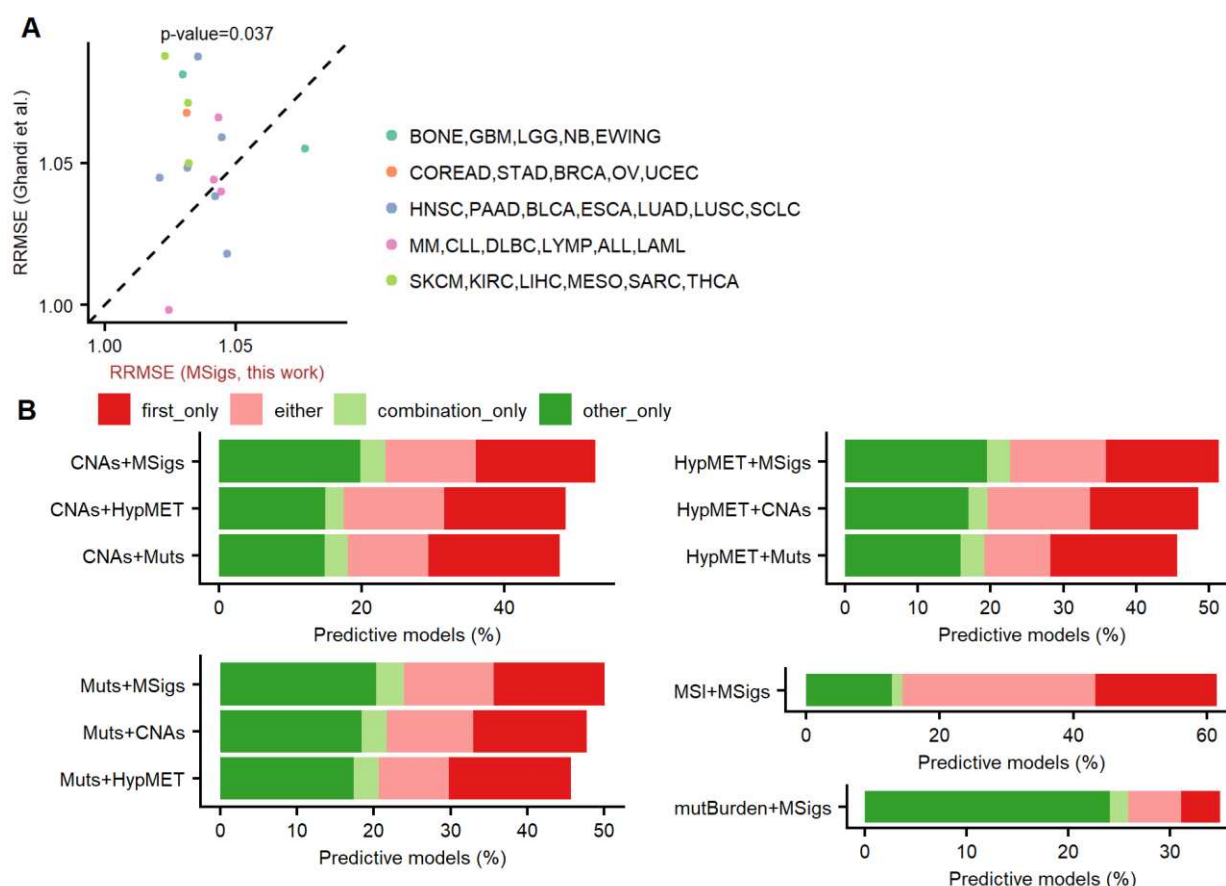 A
p-value=0.037
RRMSE (Ghandi et al.)
1.05
1.00
1.00 1.05
RRMSE (MSigs, this work)
BONE,GBM,LGG,NB,EWING
COREAD,STAD,BRCA,OV,UCEC
HNSC,PAAD,BLCA,ESCA,LUAD,LUSC,SCLC
MM,CLL,DLBC,LYMP,ALL,LAML
SKCM,KIRC,LIHC,MESO,SARC,THCA
B
first_only either combination_only other_only
CNAs+MSigs
CNAs+HypMET
CNAs+Muts
0 20 40
Predictive models (%)
HypMET+MSigs
HypMET+CNAs
HypMET+Muts
0 10 20 30 40 50
Predictive models (%)
Muts+MSigs
Muts+CNAs
Muts+HypMET
0 10 20 30 40 50
Predictive models (%)
MSI+MSigs
0 20 40 60
Predictive models (%)
mutBurden+MSigs
0 10 20 30
Predictive models (%)